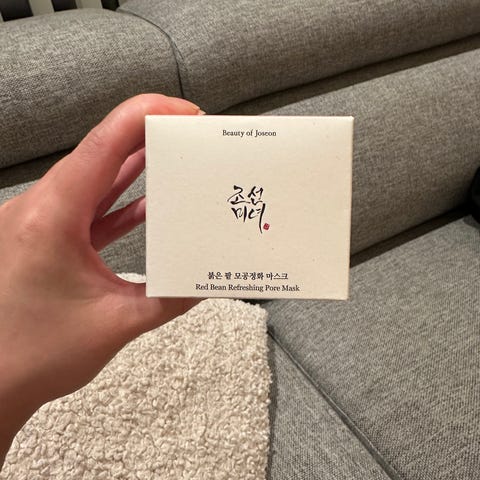 Beauty of Joseon
조선
미녀
붉은 팥 모공정화 마스크
Red Bean Refreshing Pore Mask